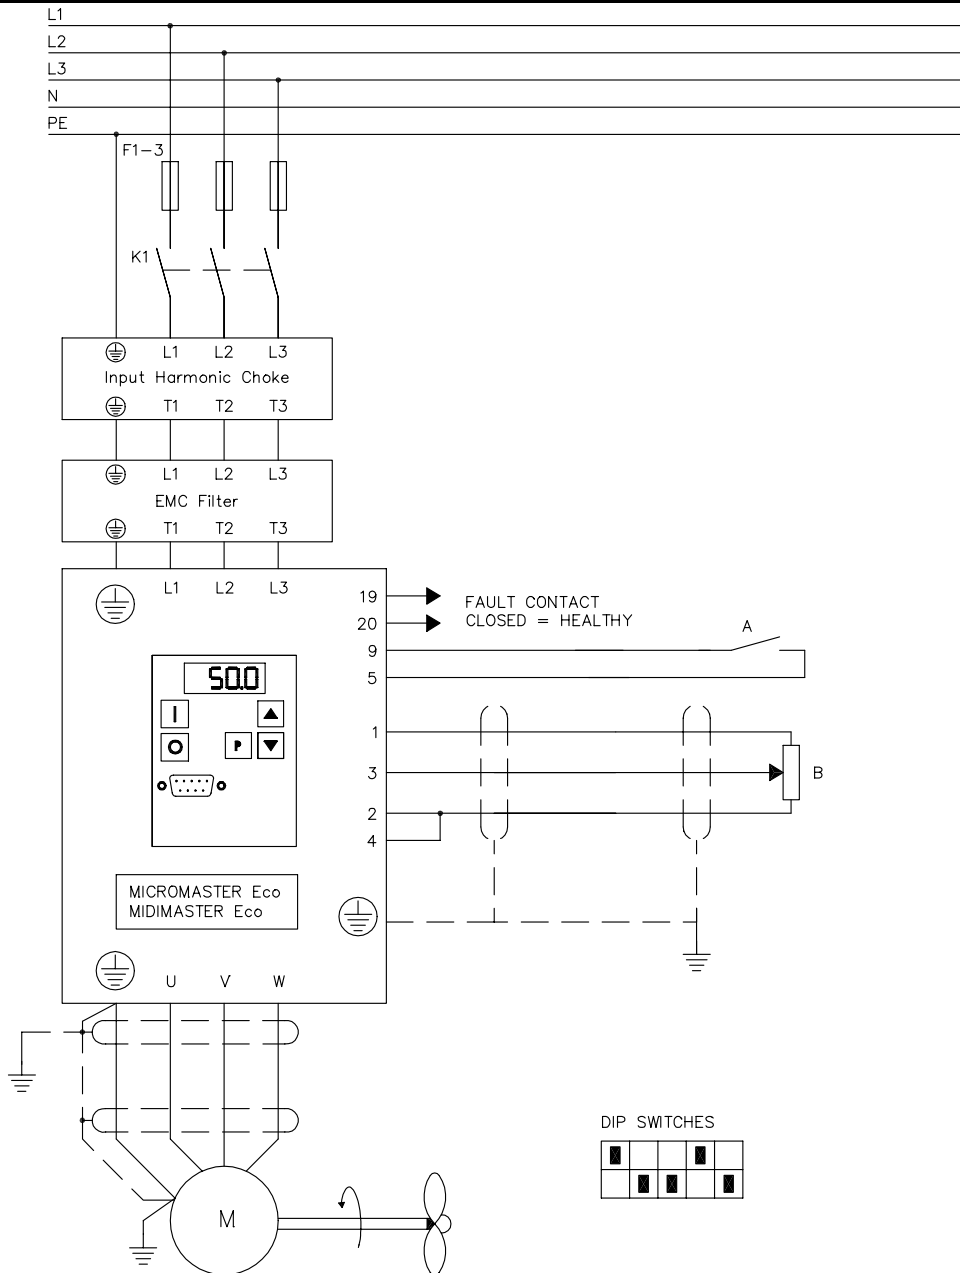 L1
L2
L3
N
PE
F1-3
K1
L1 L2 L3
Input Harmonic Choke
T1 T2 T3
L1 L2 L3
EMC Filter
T1 T2 T3
L1 L2 L3
19
20
FAULT CONTACT
CLOSED = HEALTHY
9
A
5
50.0
I
O
P
1
3
B
2
4
MICROMASTER Eco
MIDIMASTER Eco
U V W
DIP SWITCHES
M